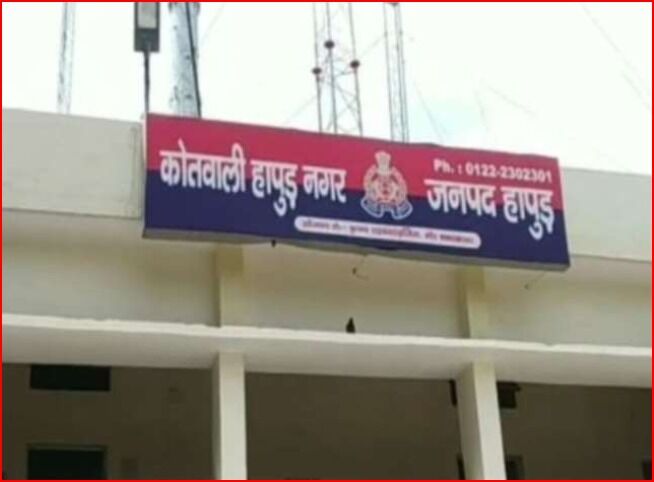 Ph. : 0122-2302301
कोतवाली हापुड़ नगर
जनपद हापुड़